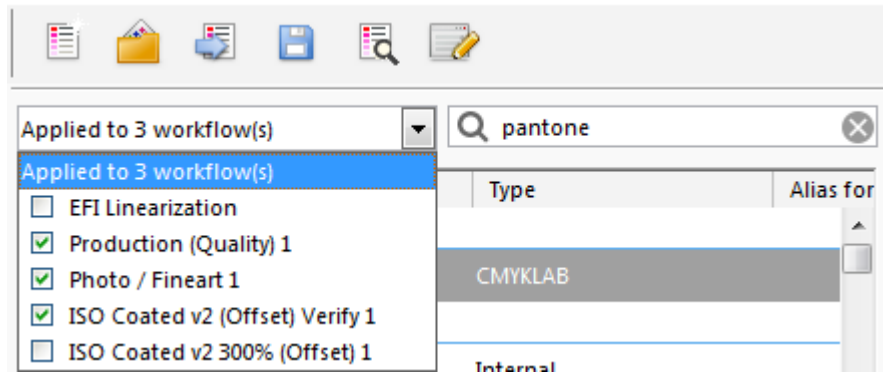 Applied to 3 workflow(s)
pantone
Applied to 3 workflow(s)
EFI Linearization
Production (Quality) 1
Photo / Fineart 1
ISO Coated v2 (Offset) Verify 1
ISO Coated v2 300% (Offset) 1
Type
Alias for
CMYKLAB
Internal